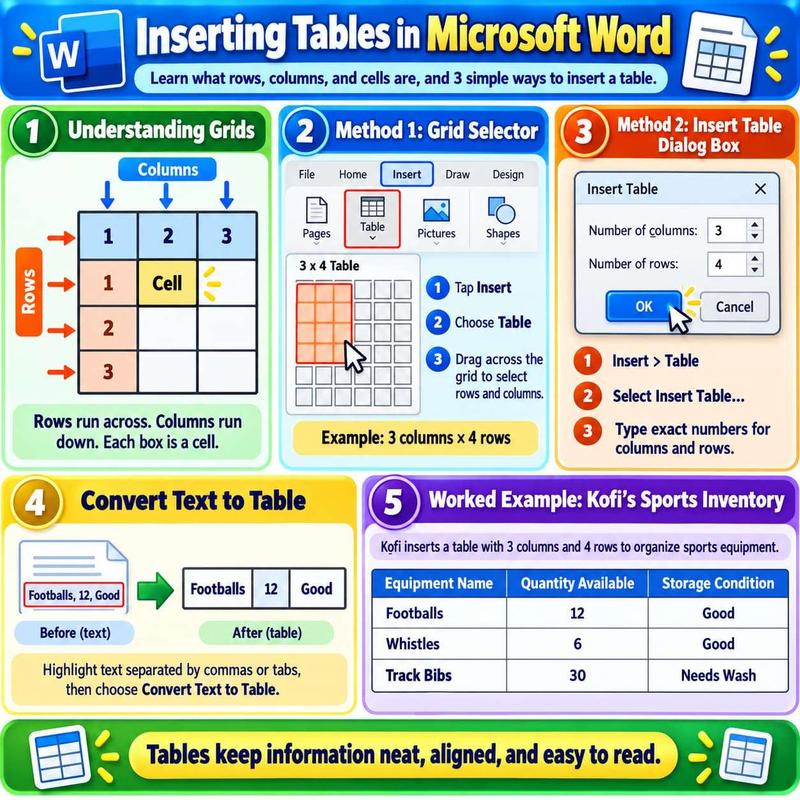 W
Inserting Tables in Microsoft Word
Learn what rows, columns, and cells are, and 3 simple ways to insert a table.
1
Understanding Grids
Columns
Rows
1 2 3
1 Cell
2
3
Rows run across. Columns run
down. Each box is a cell.
2
Method 1: Grid Selector
File Home Insert Draw Design
Pages Table Pictures Shapes
3 x 4 Table
1 Tap Insert
2 Choose Table
3 Drag across the
grid to select
rows and columns.
Example: 3 columns × 4 rows
3
Method 2: Insert Table
Dialog Box
Insert Table ×
Number of columns: 3
Number of rows: 4
OK Cancel
1 Insert > Table
2 Select Insert Table...
3 Type exact numbers for
columns and rows.
4
Convert Text to Table
Footballs, 12, Good
Footballs 12 Good
Before (text)
After (table)
Highlight text separated by commas or tabs,
then choose Convert Text to Table.
5
Worked Example: Kofi's Sports Inventory
Kofi inserts a table with 3 columns and 4 rows to organize sports equipment.
Equipment Name Quantity Available Storage Condition
Footballs 12 Good
Whistles 6 Good
Track Bibs 30 Needs Wash
Tables keep information neat, aligned, and easy to read.